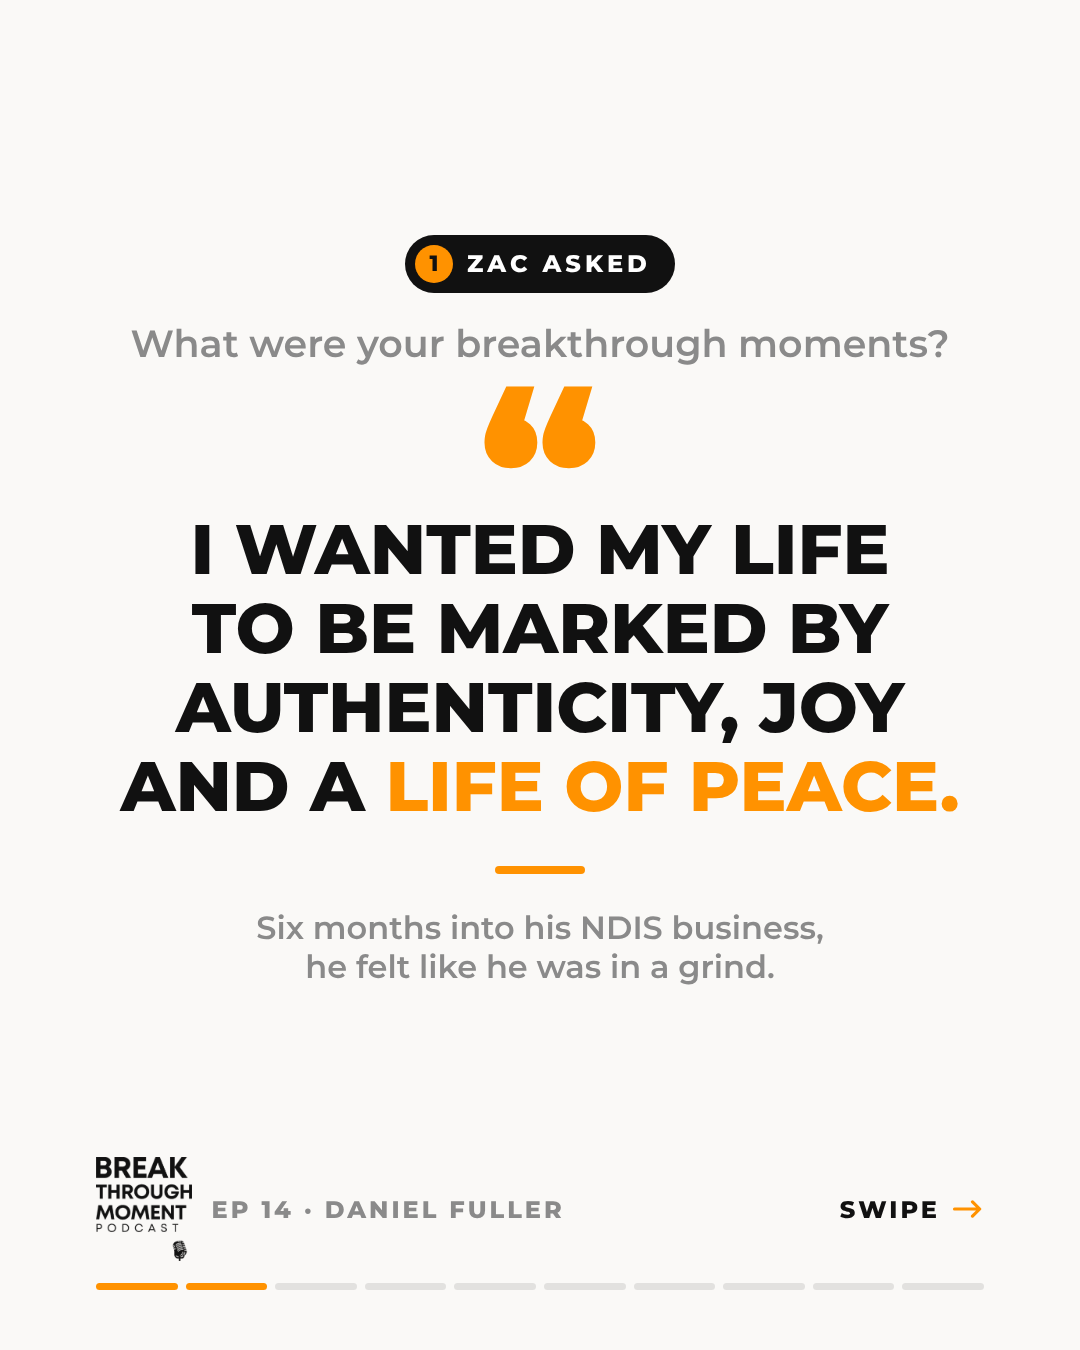 1 ZAC ASKED
What were your breakthrough moments?
“
I WANTED MY LIFE
TO BE MARKED BY
AUTHENTICITY, JOY
AND A LIFE OF PEACE.
Six months into his NDIS business,
he felt like he was in a grind.
BREAK
THROUGH
MOMENT
PODCAST
EP 14 · DANIEL FULLER
SWIPE →